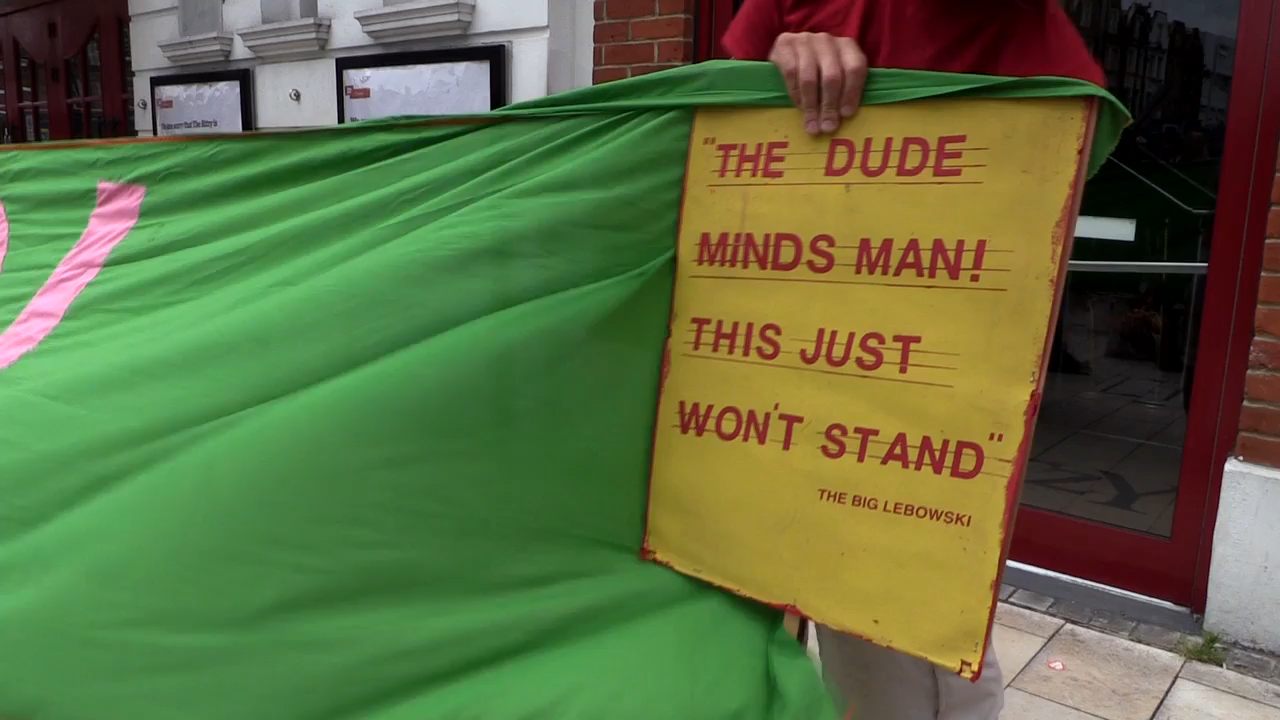 "THE DUDE
MINDS MAN!
THIS JUST
WON'T STAND"
THE BIG LEBOWSKI